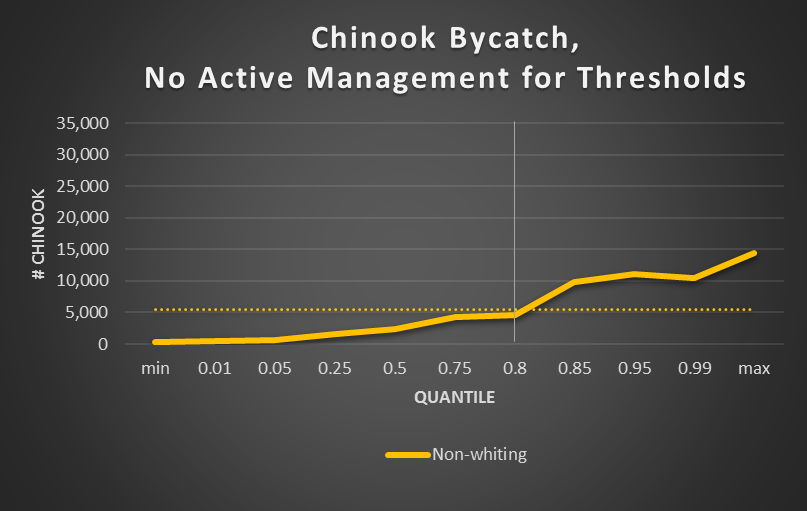 Chinook Bycatch,
No Active Management for Thresholds
35,000
30,000
25,000
20,000
15,000
10,000
5,000
0
# CHINOOK
min 0.01 0.05 0.25 0.5 0.75 0.8 0.85 0.95 0.99 max
QUANTILE
Non-whiting